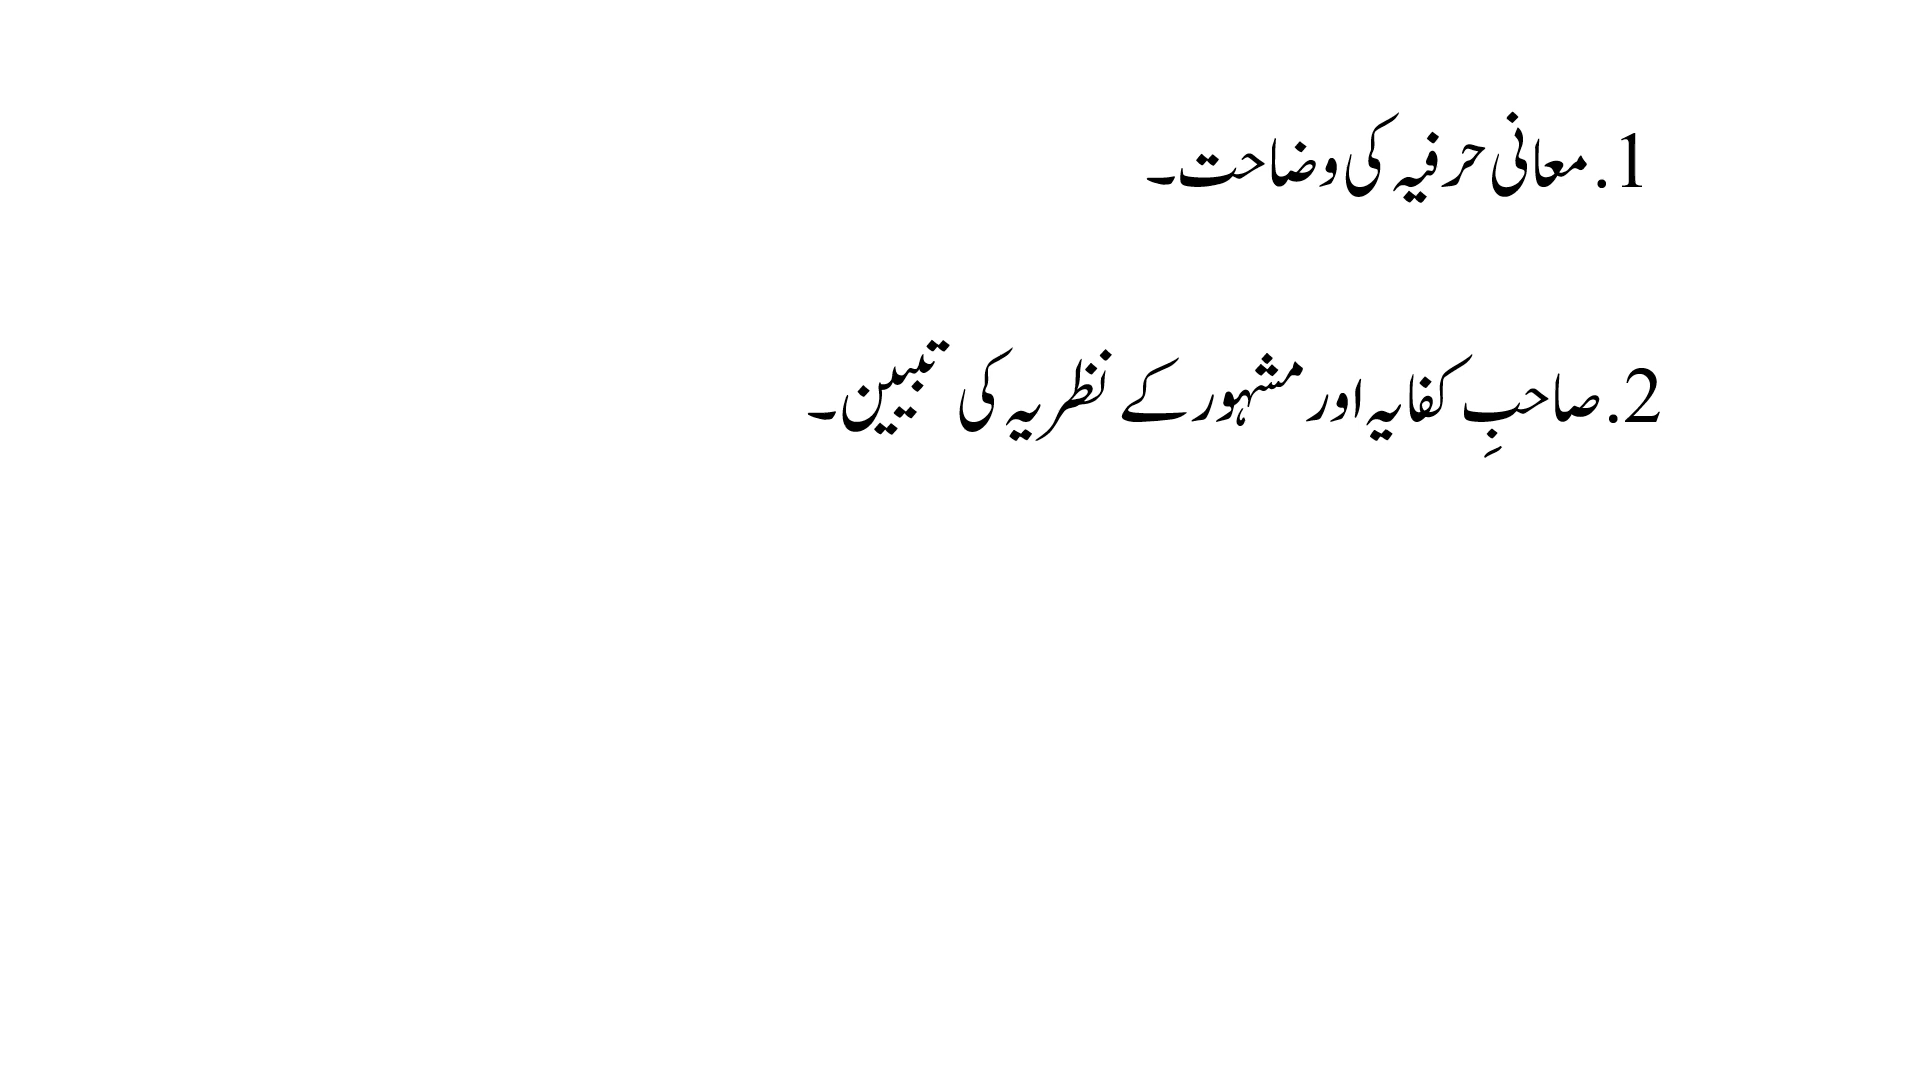 1. معانی حرفیہ کی وضاحت۔
2. صاحبِ کفایہ اور مشہور کے نظریہ کی تبیین۔